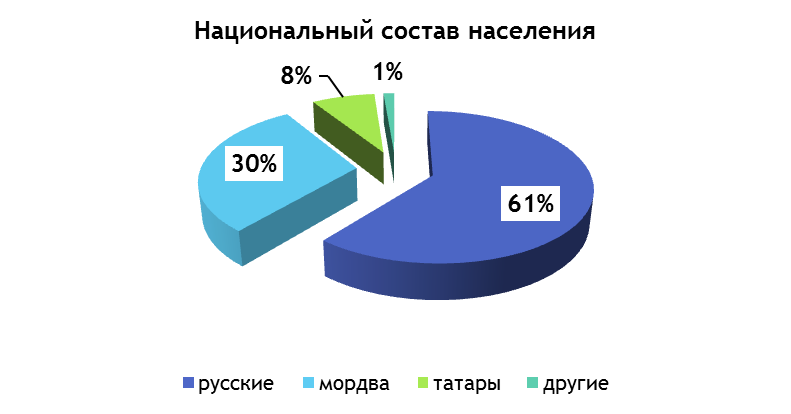 Национальный состав населения
8%
1%
30%
61%
русские мордва татары другие